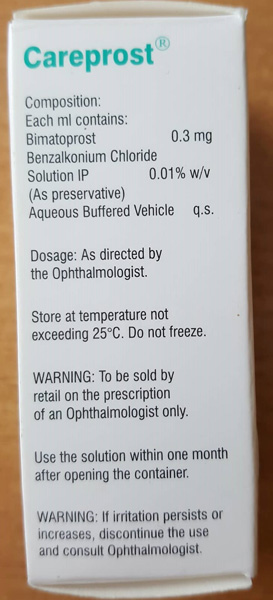 Careprost®
Composition:
Each ml contains:
Bimatoprost 0.3 mg
Benzalkonium Chloride
Solution IP 0.01% w/v
(As preservative)
Aqueous Buffered Vehicle q.s.
Dosage: As directed by
the Ophthalmologist.
Store at temperature not
exceeding 25°C. Do not freeze.
WARNING: To be sold by
retail on the prescription
of an Ophthalmologist only.
Use the solution within one month
after opening the container.
WARNING: If irritation persists or
increases, discontinue the use
and consult Ophthalmologist.